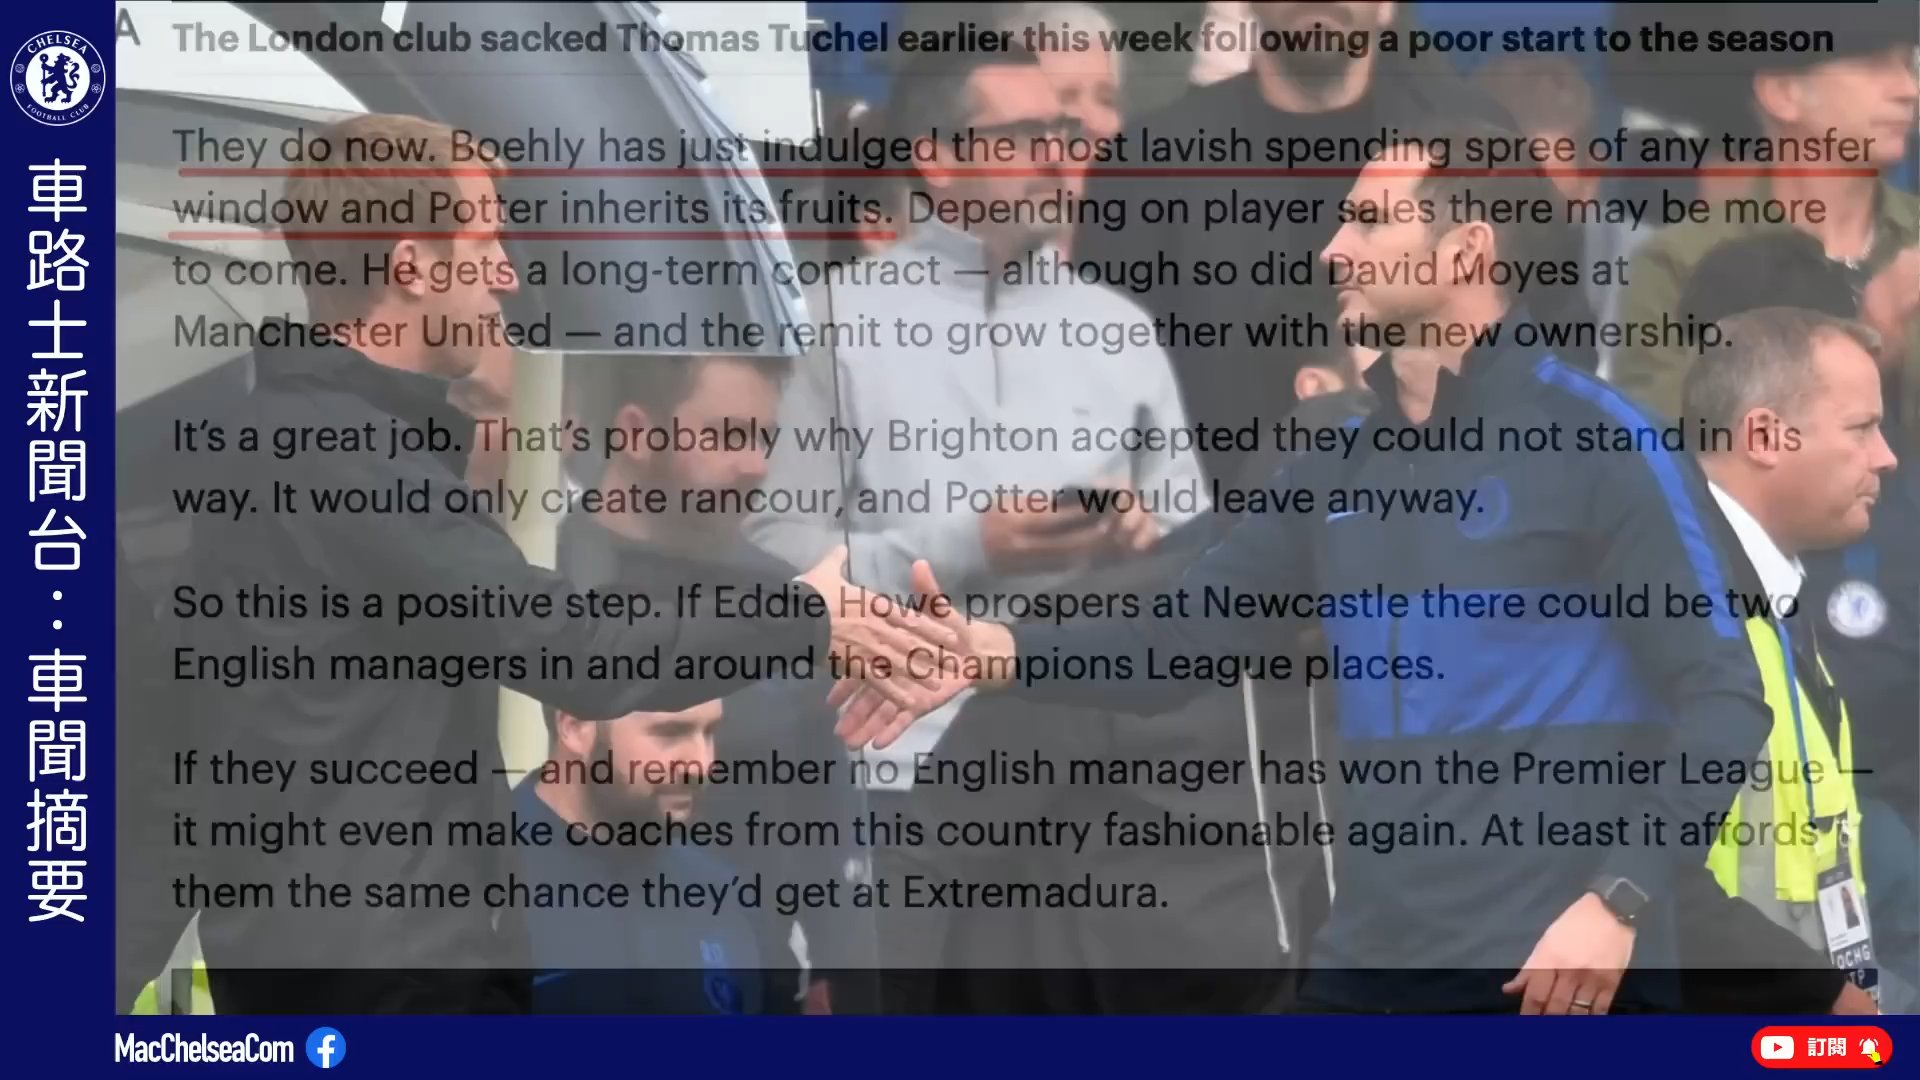 CHELSEA
FOOTBALL CLUB
車路士新聞台：車聞摘要
A
The London club sacked Thomas Tuchel earlier this week following a poor start to the season
They do now. Boehly has just indulged the most lavish spending spree of any transfer
window and Potter inherits its fruits. Depending on player sales there may be more
to come. He gets a long-term contract — although so did David Moyes at
Manchester United — and the remit to grow together with the new ownership.
It's a great job. That's probably why Brighton accepted they could not stand in his
way. It would only create rancour, and Potter would leave anyway.
So this is a positive step. If Eddie Howe prospers at Newcastle there could be two
English managers in and around the Champions League places.
If they succeed — and remember no English manager has won the Premier League —
it might even make coaches from this country fashionable again. At least it affords
them the same chance they'd get at Extremadura.
MacChelseaCom
訂閱